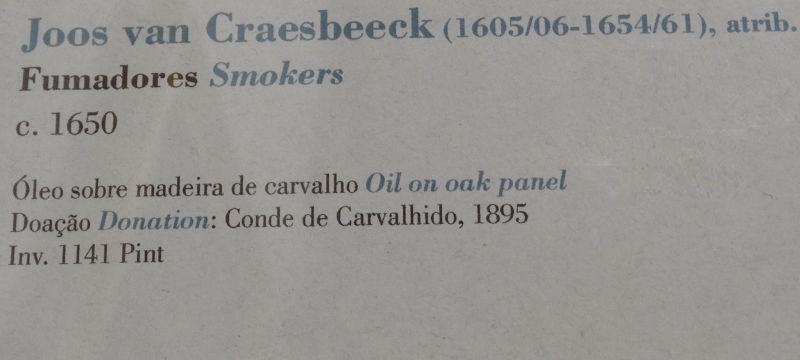 Joos van Craesbeeck (1605/06-1654/61), atrib.
Fumadores Smokers
c. 1650
Óleo sobre madeira de carvalho Oil on oak panel
Doação Donation: Conde de Carvalhido, 1895
Inv. 1141 Pint